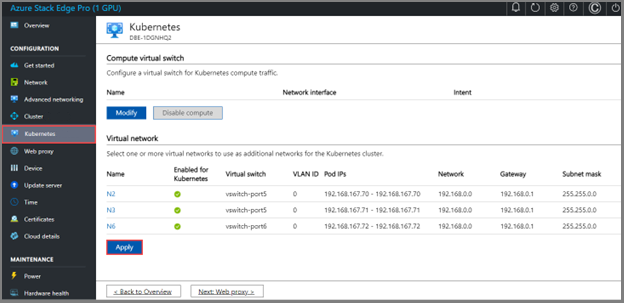 Azure Stack Edge Pro (1 GPU)
Overview
CONFIGURATION
Get started
Network
Advanced networking
Cluster
Kubernetes
Web proxy
Device
Update server
Time
Certificates
Cloud details
MAINTENANCE
Power
Hardware health
Kubernetes
DBE-1DGNHQ2
Compute virtual switch
Configure a virtual switch for Kubernetes compute traffic.
Name Network interface Intent
Modify Disable compute
Virtual network
Select one or more virtual networks to use as additional networks for the Kubernetes cluster.
Name Enabled for Kubernetes Virtual switch VLAN ID Pod IPs Network Gateway Subnet mask
N2 vswitch-port5 0 192.168.167.70 - 192.168.167.70 192.168.0.0 192.168.0.1 255.255.0.0
N3 vswitch-port5 0 192.168.167.71 - 192.168.167.71 192.168.0.0 192.168.0.1 255.255.0.0
N6 vswitch-port6 0 192.168.167.72 - 192.168.167.72 192.168.0.0 192.168.0.1 255.255.0.0
Apply
< Back to Overview Next: Web proxy >